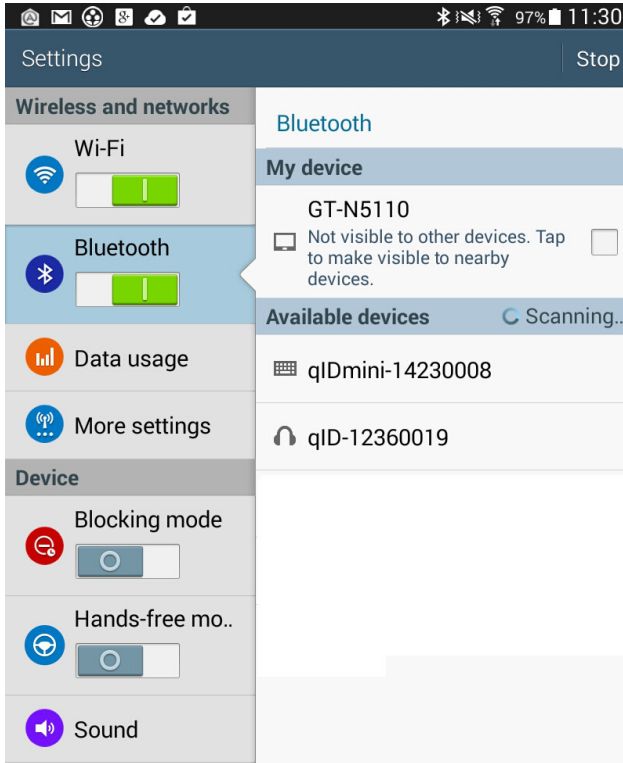 97% 11:30
Settings
Stop
Wireless and networks
Wi-Fi
Bluetooth
Data usage
More settings
Device
Blocking mode
Hands-free mo..
Sound
Bluetooth
My device
GT-N5110
Not visible to other devices. Tap
to make visible to nearby
devices.
Available devices
Scanning..
qIDmini-14230008
qID-12360019